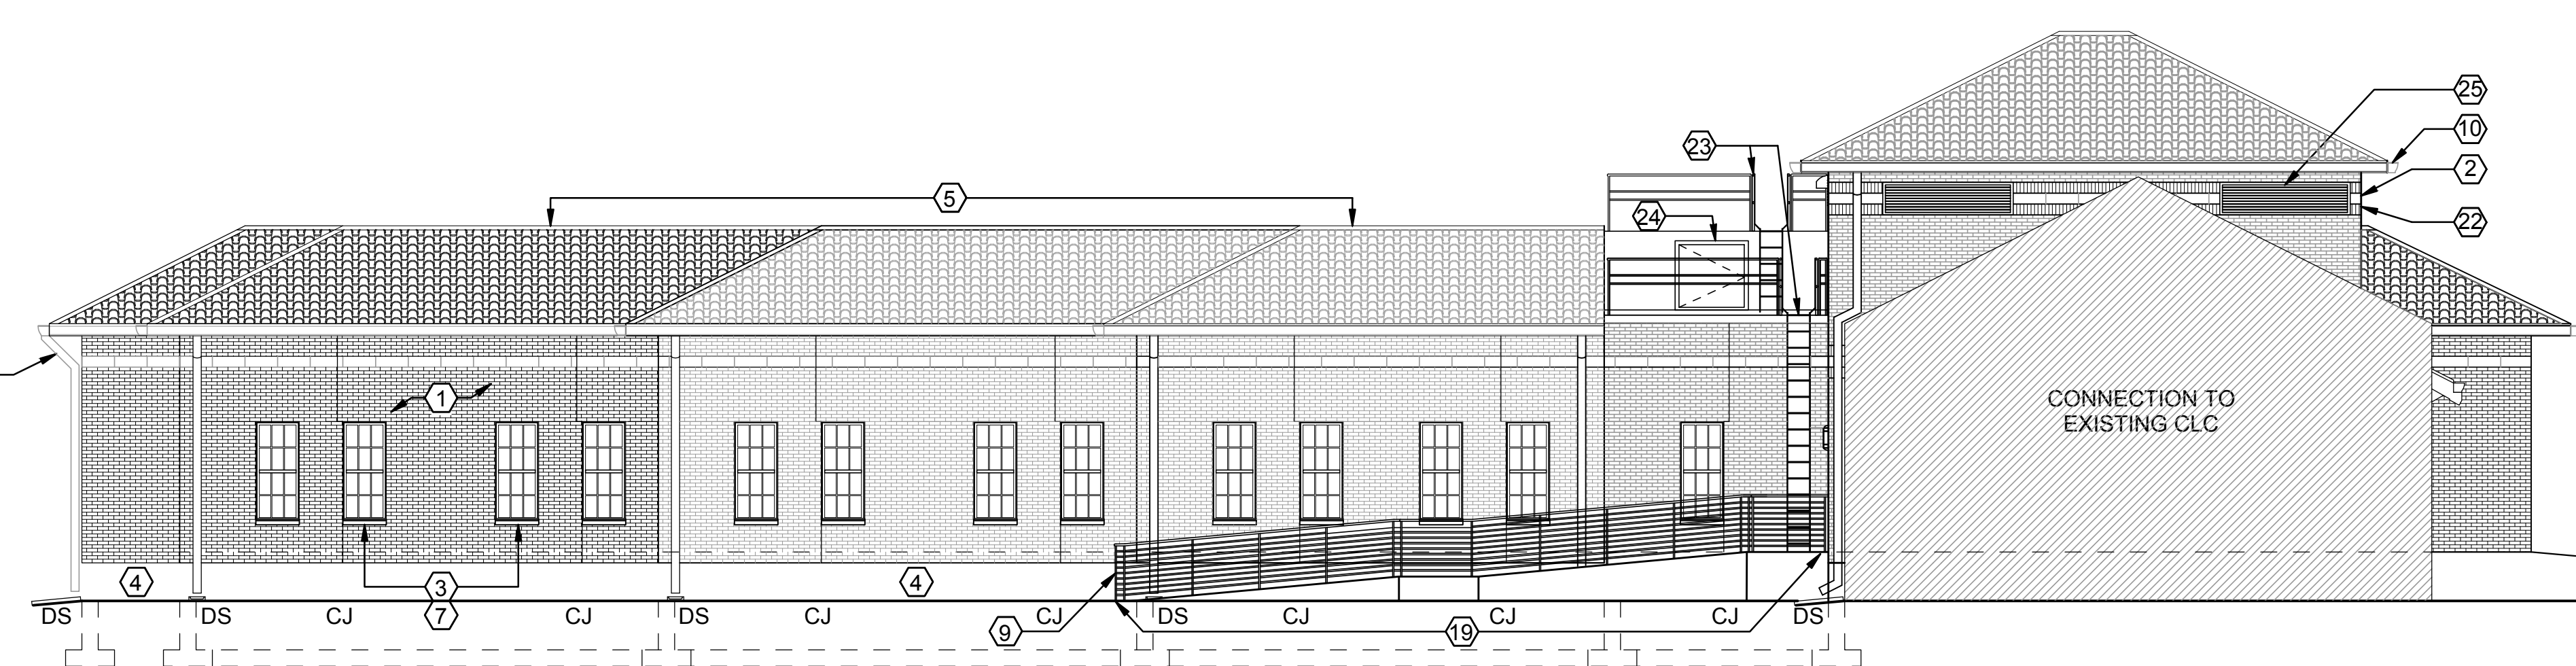 25
10
23
2
5
24
22
1
CONNECTION TO
EXISTING CLC
4
3
4
DS
DS
CJ
7
CJ
DS
CJ
9
CJ
DS
CJ
19
CJ
CJ
DS